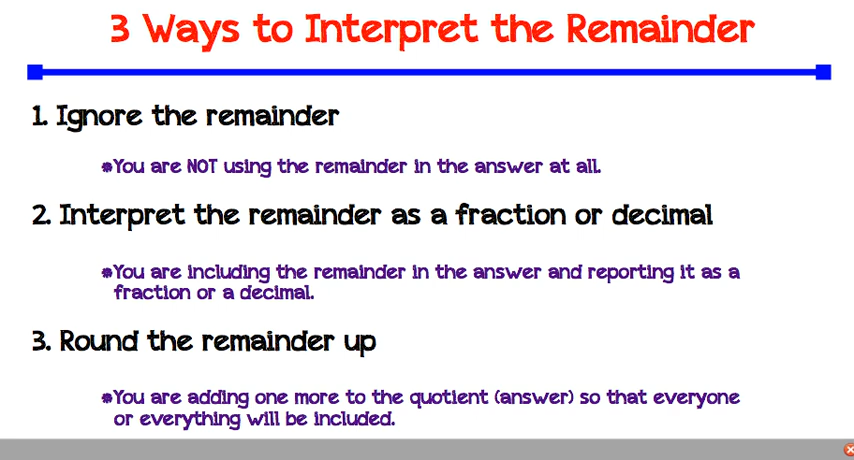 3 Ways to Interpret the Remainder
1. Ignore the remainder
*You are NOT using the remainder in the answer at all.
2. Interpret the remainder as a fraction or decimal
*You are including the remainder in the answer and reporting it as a
fraction or a decimal.
3. Round the remainder up
*You are adding one more to the quotient (answer) so that everyone
or everything will be included.